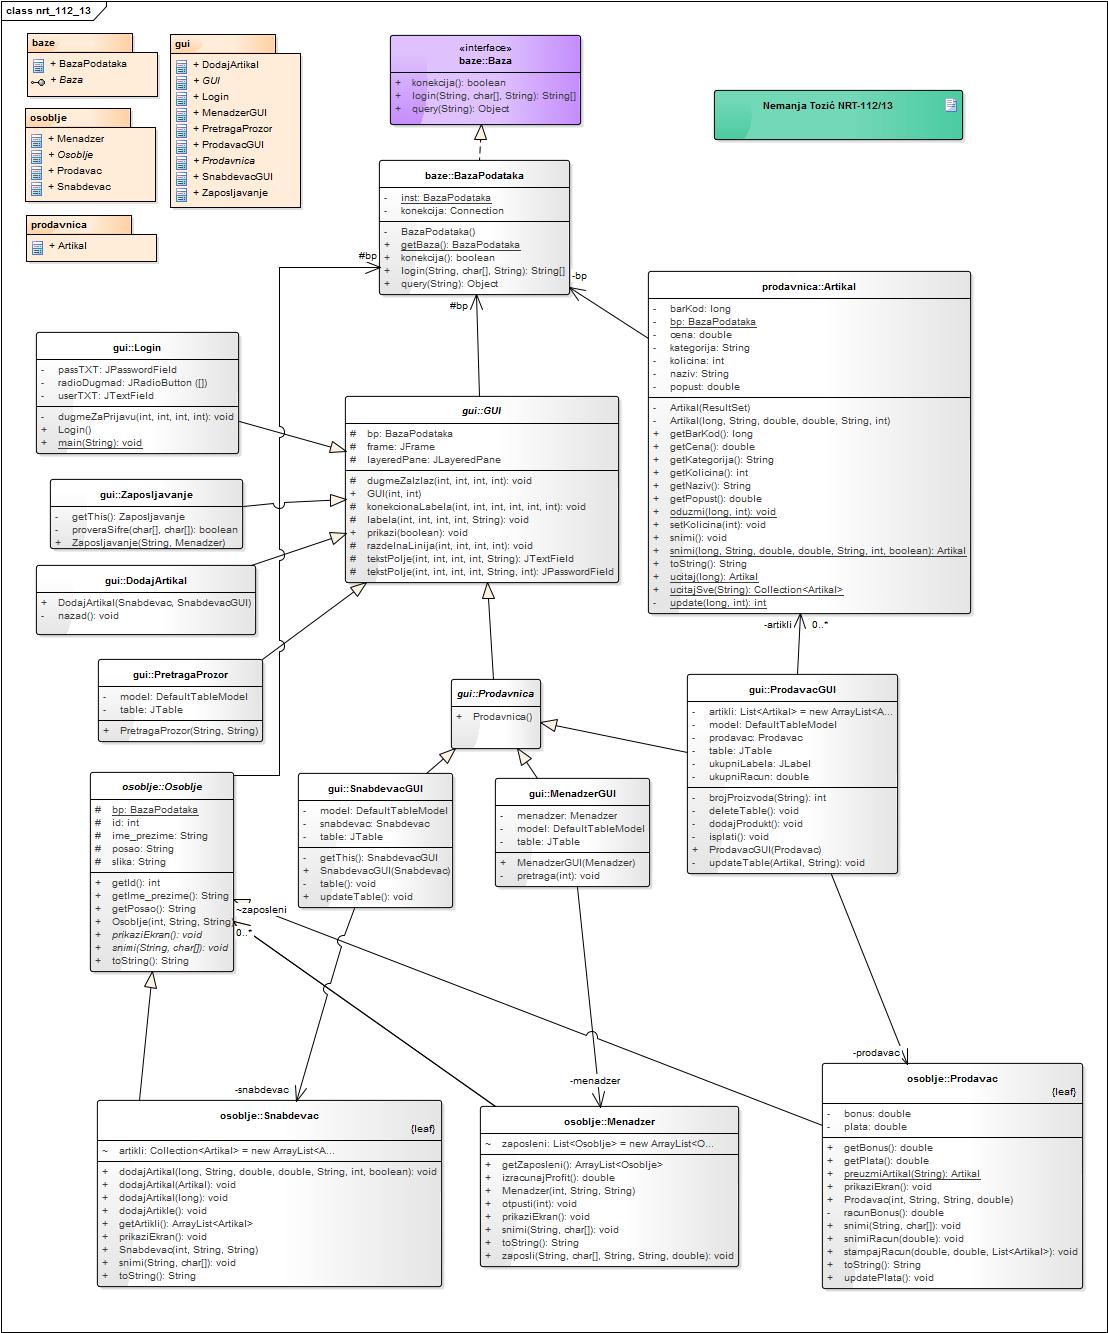 class nrt_112_13
baze
+ BazaPodataka
+ Baza
osoblje
+ Menadzer
+ Osoblje
+ Prodavac
+ Snabdevac
prodavnica
+ Artikal
gui
+ DodajArtikal
+ GUI
+ Login
+ MenadzerGUI
+ PretragaProzor
+ ProdavacGUI
+ Prodavnica
+ SnabdevacGUI
+ Zaposljavanje
«interface»
baze::Baza
+ konekcija(): boolean
+ login(String, char[], String): String[]
+ query(String): Object
Nemanja Tozić NRT-112/13
baze::BazaPodataka
- inst: BazaPodataka
- konekcija: Connection
- BazaPodataka()
+ getBaza(): BazaPodataka
+ konekcija(): boolean
+ login(String, char[], String): String[]
+ query(String): Object
#bp
-bp
#bp
prodavnica::Artikal
- barKod: long
- bp: BazaPodataka
- cena: double
- kategorija: String
- kolicina: int
- naziv: String
- popust: double
- Artikal(ResultSet)
- Artikal(long, String, double, double, String, int)
+ getBarKod(): long
+ getCena(): double
+ getKategorija(): String
+ getKolicina(): int
+ getNaziv(): String
+ getPopust(): double
+ oduzmi(long, int): void
+ setKolicina(int): void
+ snimi(): void
+ snimi(long, String, double, double, String, int, boolean): Artikal
+ toString(): String
+ ucitaj(long): Artikal
+ ucitajSve(String): Collection<Artikal>
- update(long, int): int
gui::Login
- passTXT: JPasswordField
- radioDugmad: JRadioButton ([])
- userTXT: JTextField
- dugmeZaPrijavu(int, int, int, int): void
+ Login()
+ main(String): void
gui::GUI
# bp: BazaPodataka
# frame: JFrame
# layeredPane: JLayeredPane
# dugmeZaIzlaz(int, int, int, int): void
+ GUI(int, int)
# konekcionaLabela(int, int, int, int, int, int): void
# labela(int, int, int, int, String): void
+ prikazi(boolean): void
# razdelnaLinija(int, int, int, int): void
# tekstPolje(int, int, int, int, String): JTextField
# tekstPolje(int, int, int, int, String, int): JPasswordField
gui::Zaposljavanje
- getThis(): Zaposljavanje
- proveraSifre(char[], char[]): boolean
+ Zaposljavanje(String, Menadzer)
gui::DodajArtikal
+ DodajArtikal(Snabdevac, SnabdevacGUI)
- nazad(): void
gui::PretragaProzor
- model: DefaultTableModel
- table: JTable
+ PretragaProzor(String, String)
gui::Prodavnica
+ Prodavnica()
-artikli 0..*
gui::ProdavacGUI
- artikli: List<Artikal> = new ArrayList<A...
- model: DefaultTableModel
- prodavac: Prodavac
- table: JTable
- ukupniLabela: JLabel
- ukupniRacun: double
- brojProizvoda(String): int
- deleteTable(): void
- dodajProdukt(): void
- isplati(): void
+ ProdavacGUI(Prodavac)
- updateTable(Artikal, String): void
osoblje::Osoblje
# bp: BazaPodataka
# id: int
# ime_prezime: String
# posao: String
# slika: String
+ getId(): int
+ getIme_prezime(): String
+ getPosao(): String
+ Osoblje(int, String, String)
+ prikaziEkran(): void
+ snimi(String, char[]): void
+ toString(): String
~zaposleni
0..*
gui::SnabdevacGUI
- model: DefaultTableModel
- snabdevac: Snabdevac
- table: JTable
- getThis(): SnabdevacGUI
+ SnabdevacGUI(Snabdevac)
- table(): void
+ updateTable(): void
gui::MenadzerGUI
- menadzer: Menadzer
- model: DefaultTableModel
- table: JTable
+ MenadzerGUI(Menadzer)
- pretraga(int): void
-snabdevac
-menadzer
-prodavac
osoblje::Snabdevac
{leaf}
~ artikli: Collection<Artikal> = new ArrayList<A...
+ dodajArtikal(long, String, double, double, String, int, boolean): void
+ dodajArtikal(Artikal): void
+ dodajArtikal(long): void
+ dodajArtikle(): void
+ getArtikli(): ArrayList<Artikal>
+ prikaziEkran(): void
+ Snabdevac(int, String, String)
+ snimi(String, char[]): void
+ toString(): String
osoblje::Menadzer
~ zaposleni: List<Osoblje> = new ArrayList<O...
+ getZaposleni(): ArrayList<Osoblje>
+ izracunajProfit(): double
+ Menadzer(int, String, String)
+ otpusti(int): void
+ prikaziEkran(): void
+ snimi(String, char[]): void
+ toString(): String
+ zaposli(String, char[], String, String, double): void
osoblje::Prodavac
{leaf}
- bonus: double
- plata: double
+ getBonus(): double
+ getPlata(): double
+ preuzmiArtikal(String): Artikal
+ prikaziEkran(): void
+ Prodavac(int, String, String, double)
- racunBonus(): double
+ snimi(String, char[]): void
+ snimiRacun(double): void
+ stampajRacun(double, double, List<Artikal>): void
+ toString(): String
+ updatePlata(): void